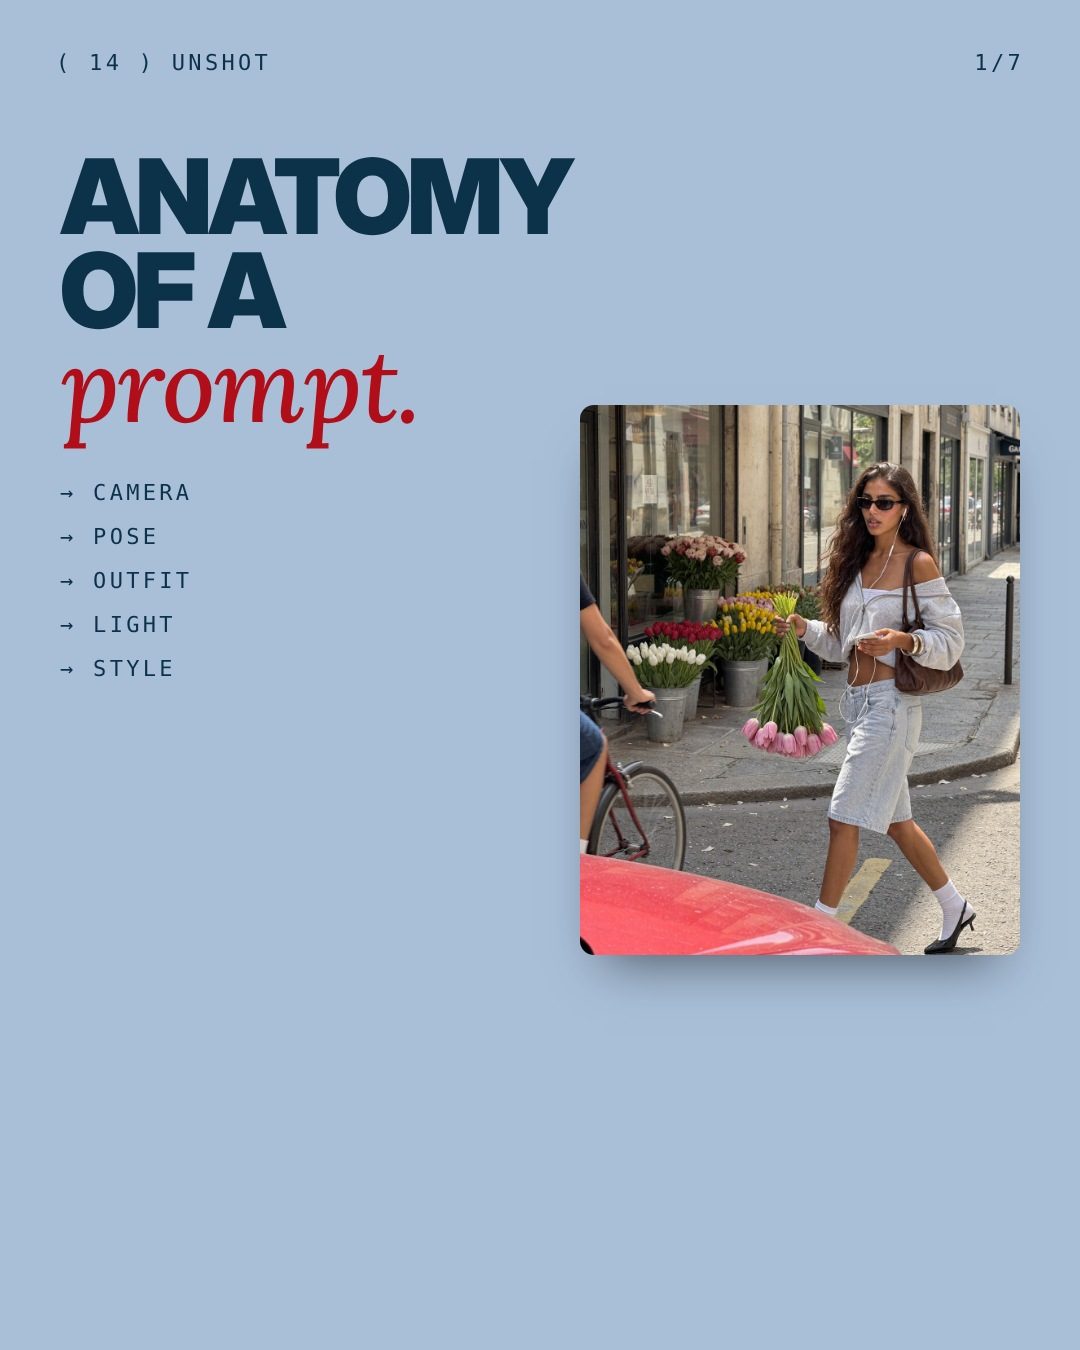 ( 14 ) UNSHOT
1/7
ANATOMY
OF A
prompt.
→ CAMERA
→ POSE
→ OUTFIT
→ LIGHT
→ STYLE